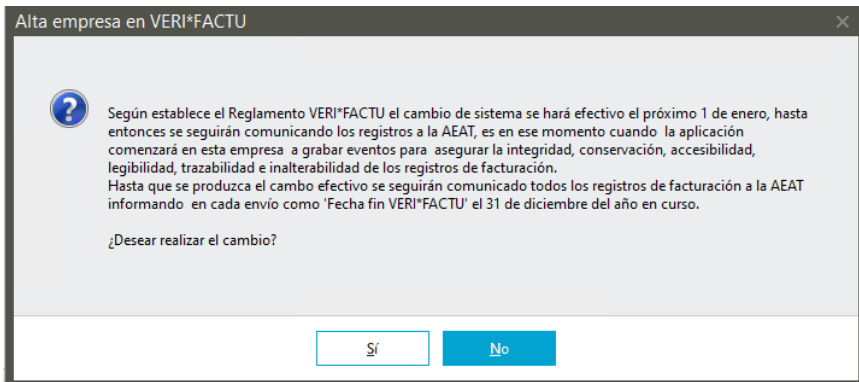 Alta empresa en VERI*FACTU
Según establece el Reglamento VERI*FACTU el cambio de sistema se hará efectivo el próximo 1 de enero, hasta
entonces se seguirán comunicando los registros a la AEAT, es en ese momento cuando la aplicación
comenzará en esta empresa a grabar eventos para asegurar la integridad, conservación, accesibilidad,
legibilidad, trazabilidad e inalterabilidad de los registros de facturación.
Hasta que se produzca el cambo efectivo se seguirán comunicado todos los registros de facturación a la AEAT
informando en cada envío como 'Fecha fin VERI*FACTU' el 31 de diciembre del año en curso.
¿Desear realizar el cambio?
Sí No